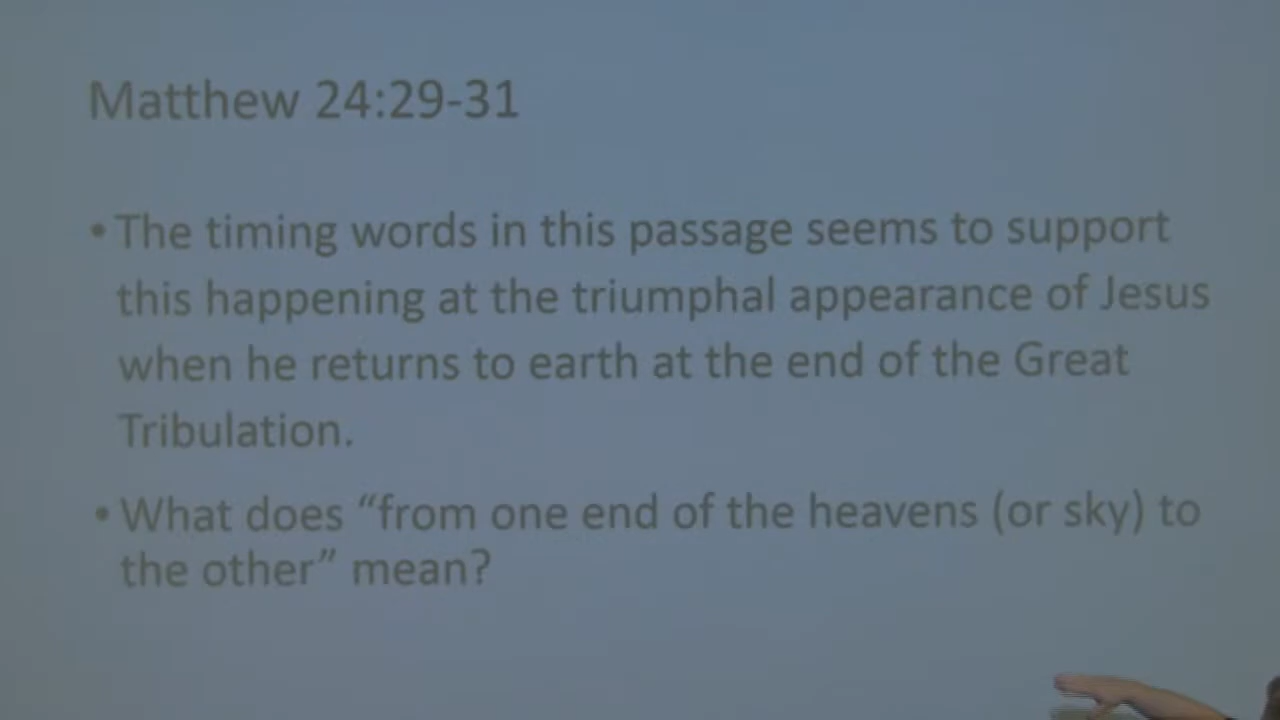 Matthew 24:29-31
• The timing words in this passage seems to support
this happening at the triumphal appearance of Jesus
when he returns to earth at the end of the Great
Tribulation.
• What does “from one end of the heavens (or sky) to
the other” mean?